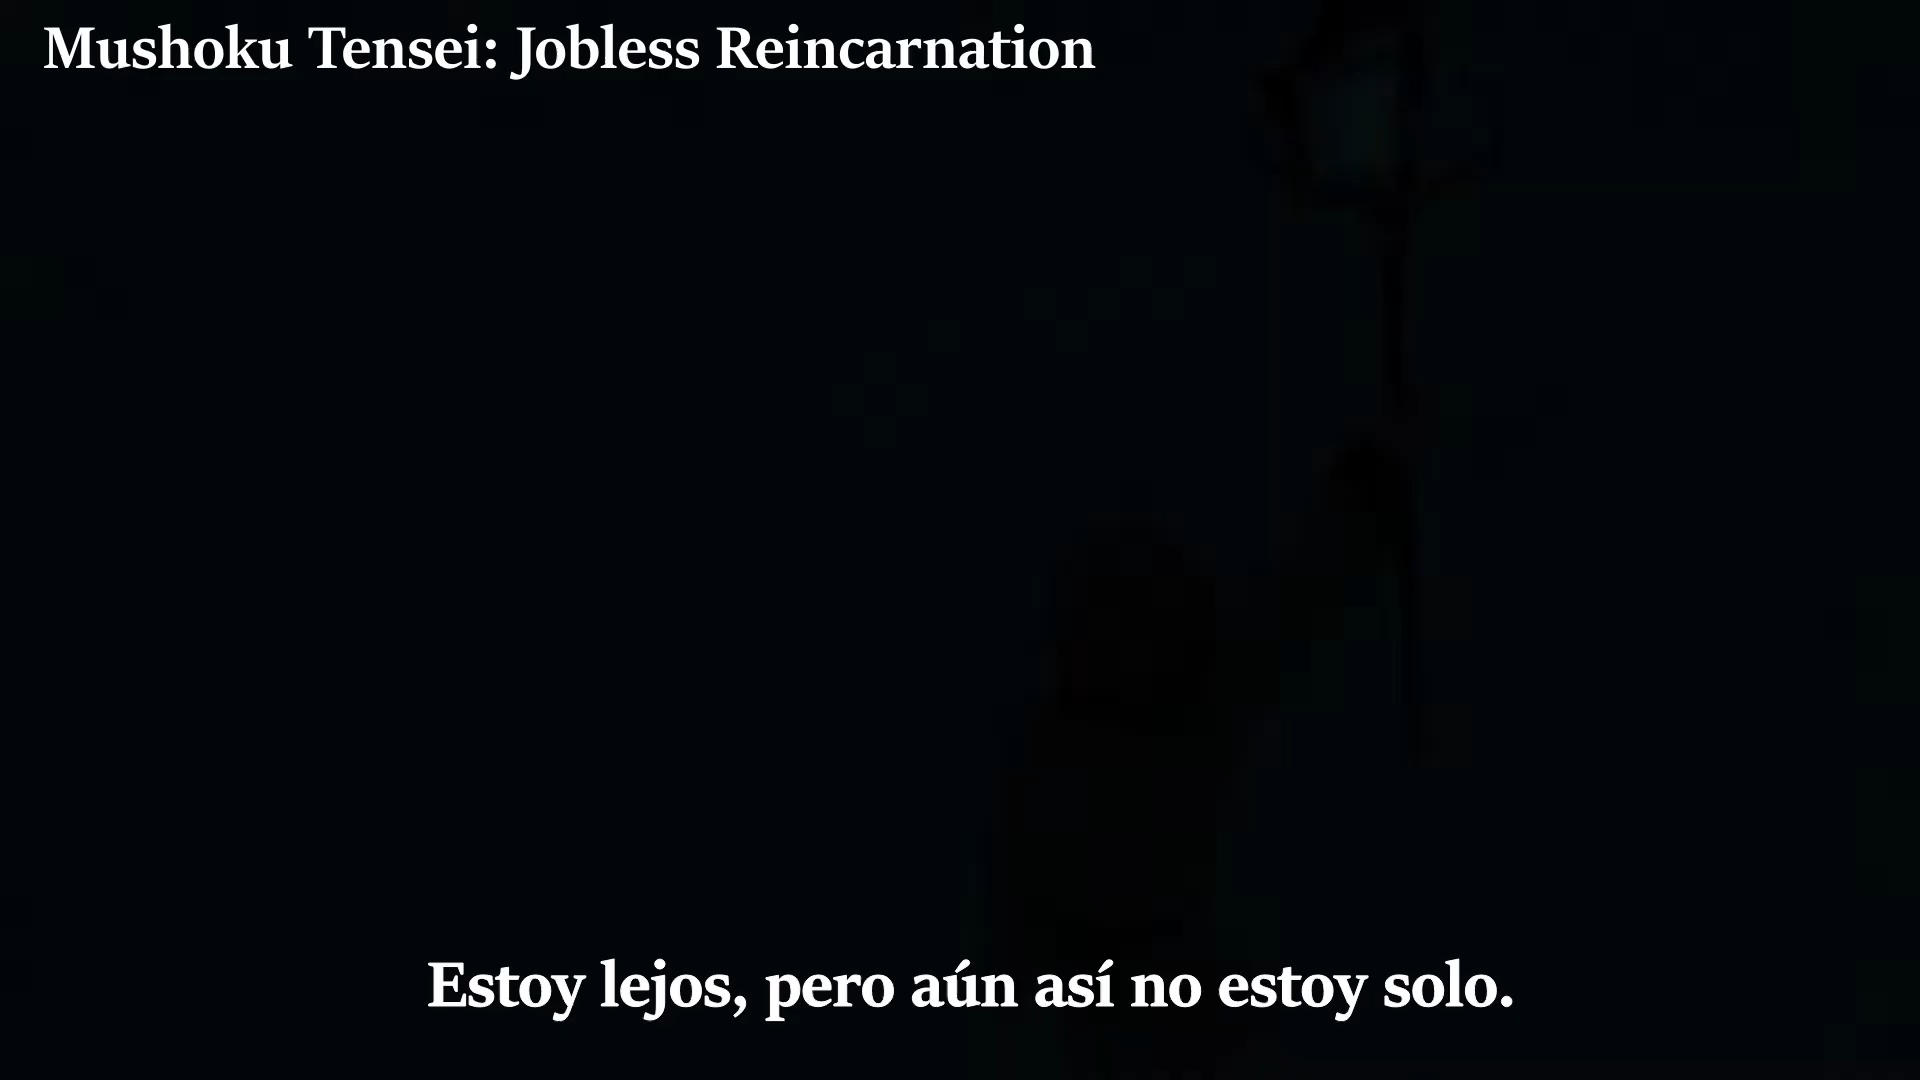 Mushoku Tensei: Jobless Reincarnation
Estoy lejos, pero aún así no estoy solo.